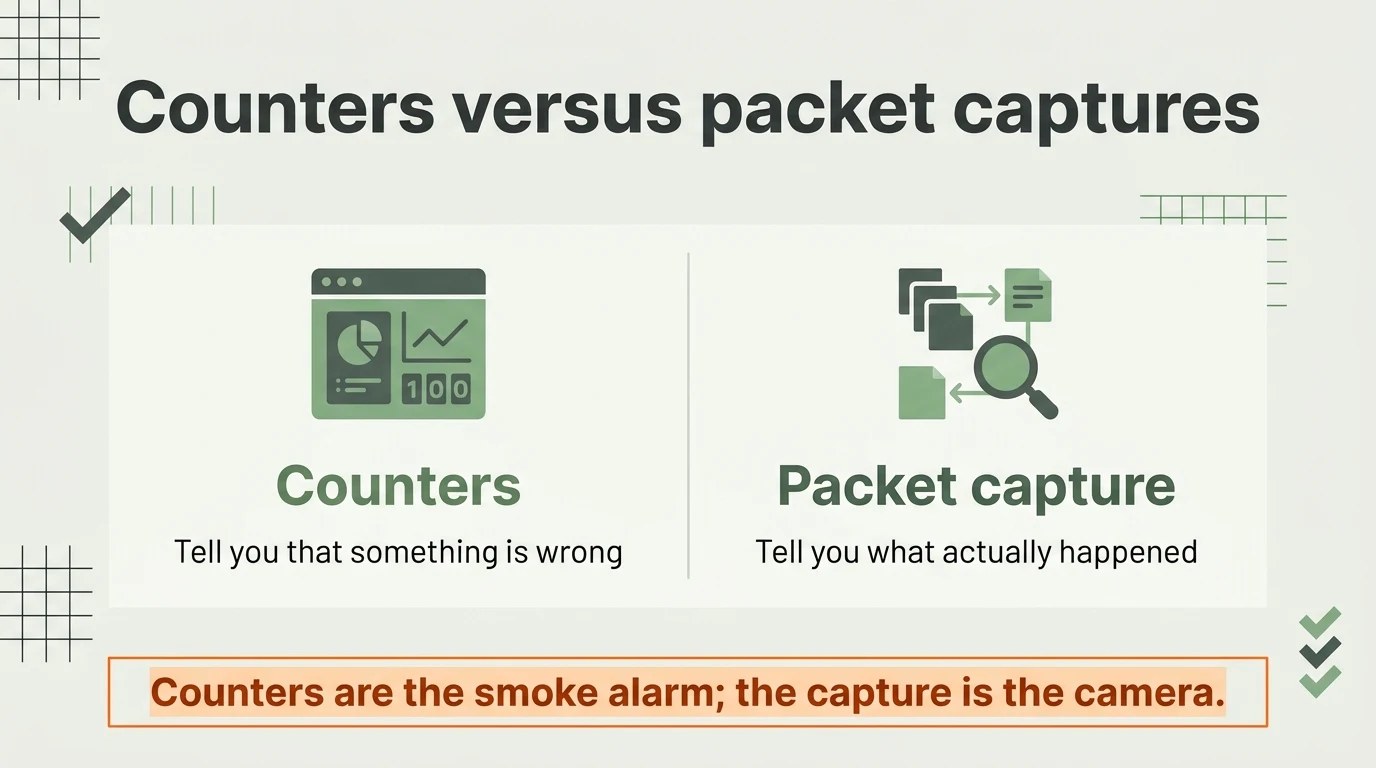 Counters versus packet captures
100
Counters
Packet capture
Tell you that something is wrong
Tell you what actually happened
Counters are the smoke alarm; the capture is the camera.